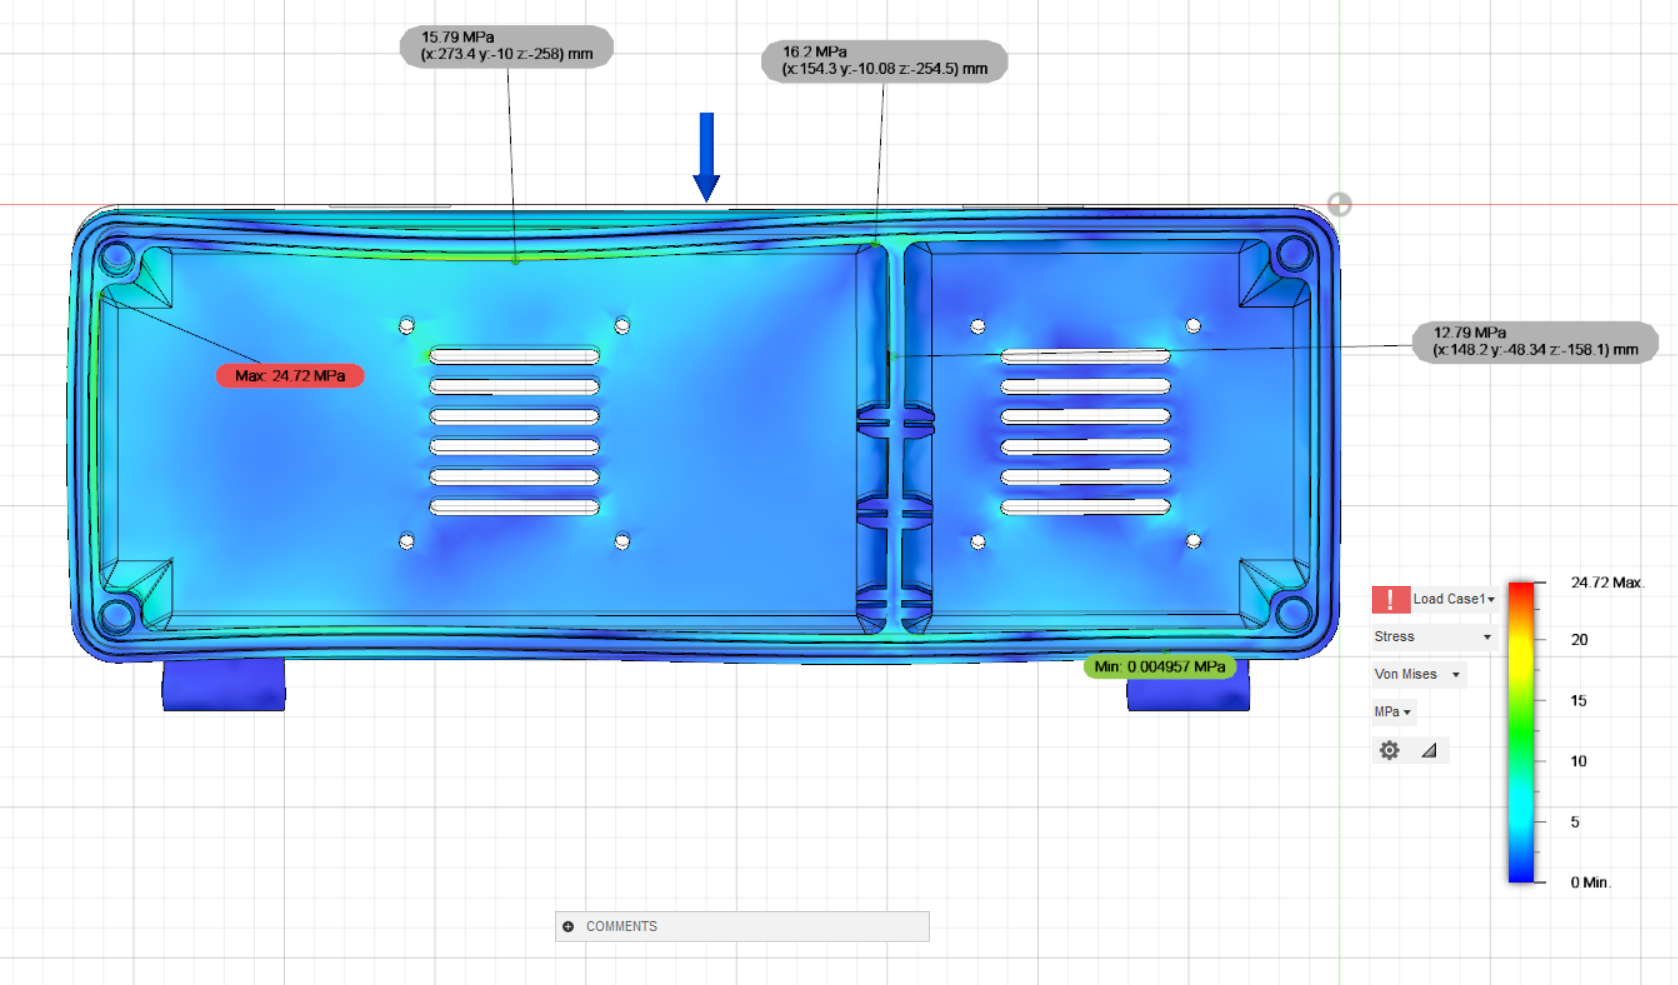 15.79 MPa
(x:273.4 y:-10 z:-258) mm
16.2 MPa
(x:154.3 y:-10.08 z:-254.5) mm
12.79 MPa
(x:148.2 y:-48.34 z:-158.1) mm
Max: 24.72 MPa
Min: 0.004957 MPa
Load Case1
Stress
Von Mises
MPa
24.72 Max.
20
15
10
5
0 Min.
COMMENTS